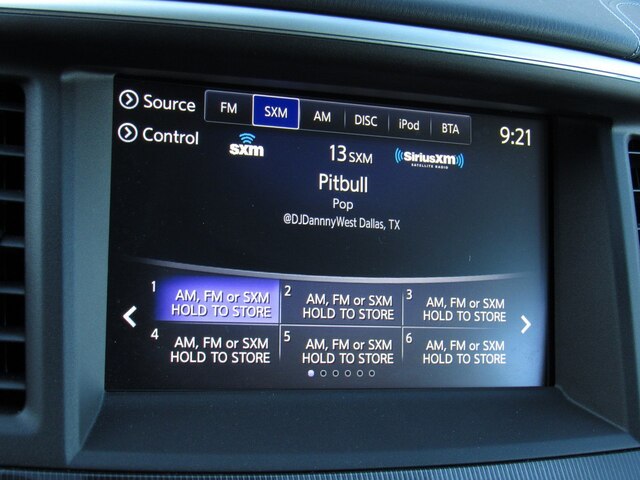 Source FM SXM AM DISC iPod BTA
Control 9:21
sxm 13 SXM ((SiriusXM))
SATELLITE RADIO
Pitbull
Pop
@DJDannnyWest Dallas, TX
1 AM, FM or SXM 2 AM, FM or SXM 3 AM, FM or SXM
HOLD TO STORE HOLD TO STORE HOLD TO STORE
4 AM, FM or SXM 5 AM, FM or SXM 6 AM, FM or SXM
HOLD TO STORE HOLD TO STORE HOLD TO STORE